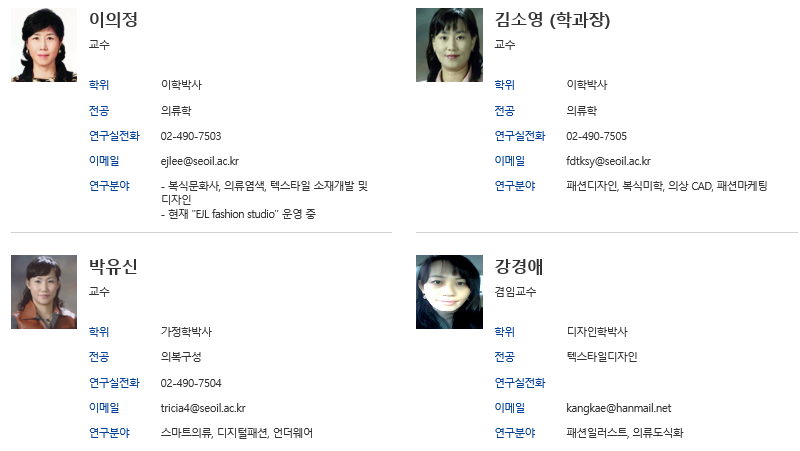 이의정
교수
학위 이학박사
전공 의류학
연구실전화 02-490-7503
이메일 ejlee@seoil.ac.kr
연구분야 - 복식문화사, 의류염색, 텍스타일 소재개발 및
디자인
- 현재 "EJL fashion studio" 운영 중
김소영 (학과장)
교수
학위 이학박사
전공 의류학
연구실전화 02-490-7505
이메일 fdtksy@seoil.ac.kr
연구분야 패션디자인, 복식미학, 의상 CAD, 패션마케팅
박유신
교수
학위 가정학박사
전공 의복구성
연구실전화 02-490-7504
이메일 tricia4@seoil.ac.kr
연구분야 스마트의류, 디지털패션, 언더웨어
강경애
겸임교수
학위 디자인학박사
전공 텍스타일디자인
연구실전화
이메일 kangkae@hanmail.net
연구분야 패션일러스트, 의류도식화